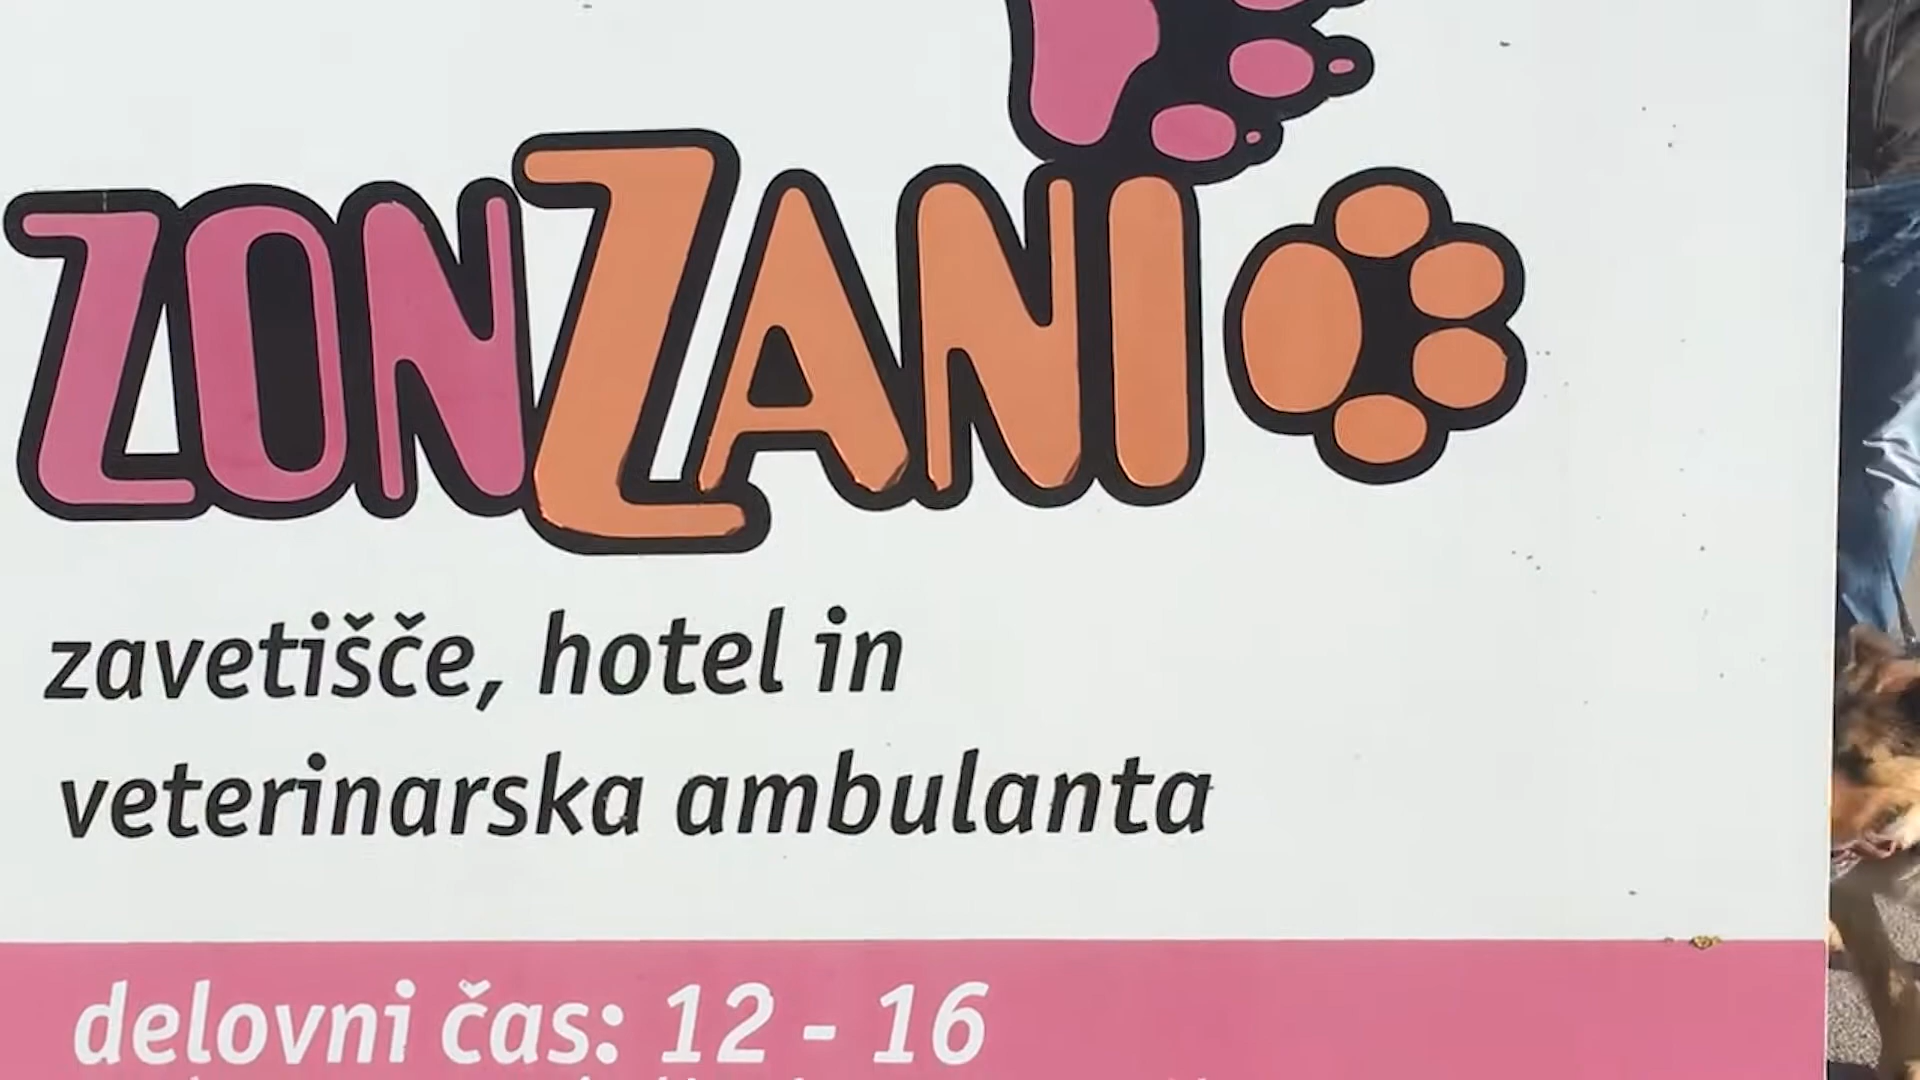 ZONZANI
zavetišče, hotel in
veterinarska ambulanta
delovni čas: 12 - 16